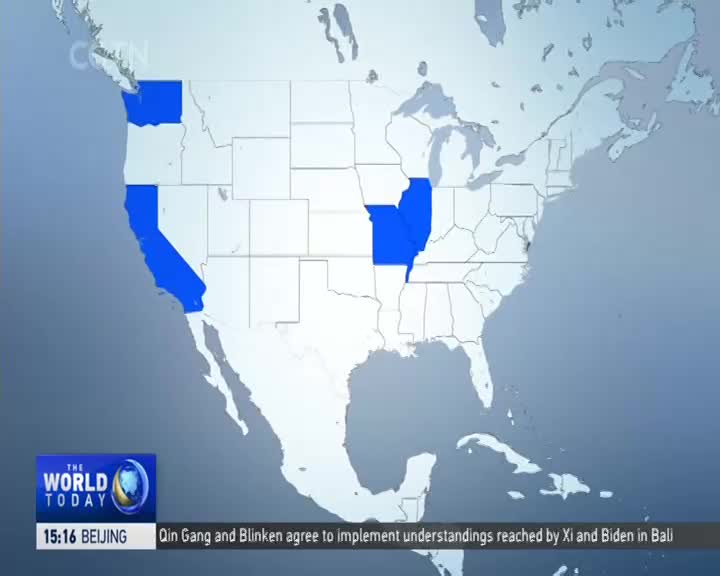 CGTN
THE
WORLD
TODAY
15:16 BEIJING
Qin Gang and Blinken agree to implement understandings reached by Xi and Biden in Bali